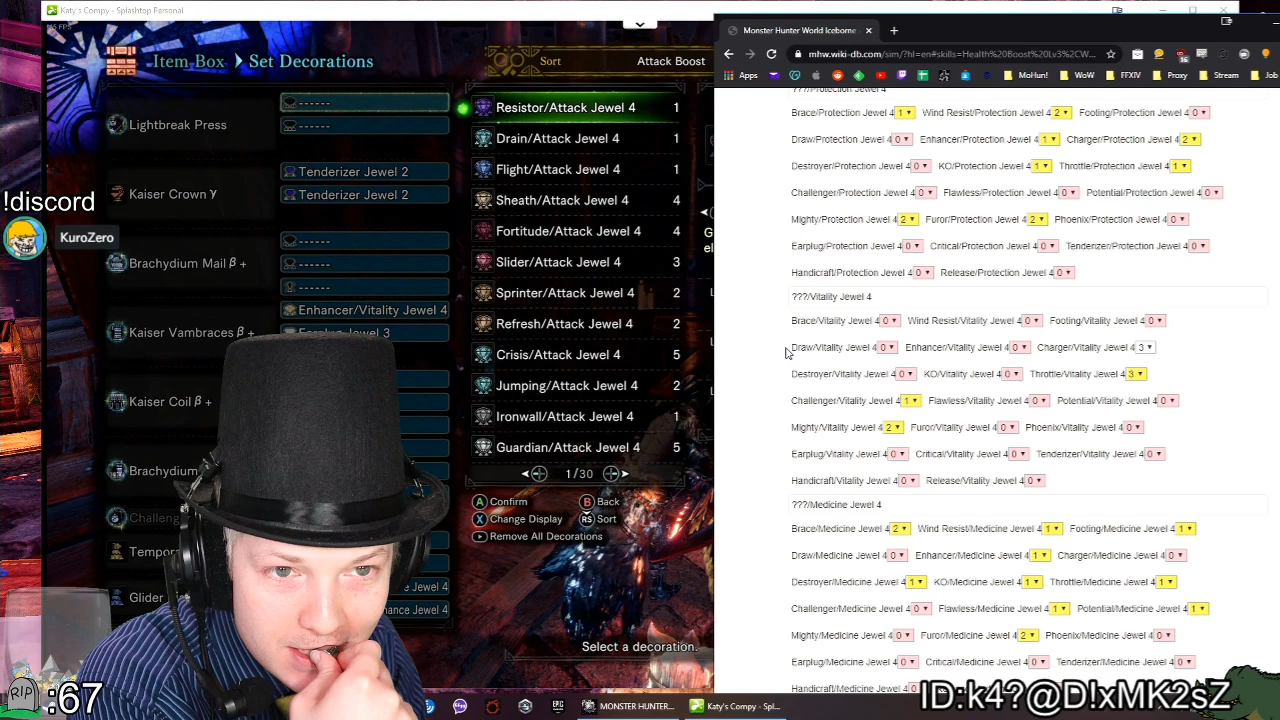 Katy's Compy - Splashtop Personal
FPS
Item Box Set Decorations
Sort
Attack Boost
Lightbreak Press
------
------
Kaiser Crown γ
Tenderizer Jewel 2
Tenderizer Jewel 2
Brachydium Mail β +
------
------
------
Kaiser Vambraces β +
Enhancer/Vitality Jewel 4
Earplug Jewel 3
Kaiser Coil β +
Brachydium
Challeng
Tempora
Glider
e Jewel 4
hance Jewel 4
Resistor/Attack Jewel 4 1
Drain/Attack Jewel 4 1
Flight/Attack Jewel 4 1
Sheath/Attack Jewel 4 4
Fortitude/Attack Jewel 4 4
Slider/Attack Jewel 4 3
Sprinter/Attack Jewel 4 2
Refresh/Attack Jewel 4 2
Crisis/Attack Jewel 4 5
Jumping/Attack Jewel 4 2
Ironwall/Attack Jewel 4 1
Guardian/Attack Jewel 4 5
1/30
A Confirm B Back
X Change Display RS Sort
Remove All Decorations
Select a decoration.
!discord
KuroZero
RIP :67
Monster Hunter World Iceborne
mhw.wiki-db.com/sim/?hl=en#skills=Health%20Boost%20Lv3%2CW...
Apps MoHun! WoW FFXIV Proxy Stream Job
???/Protection Jewel 4
Brace/Protection Jewel 4 1 Wind Resist/Protection Jewel 4 2 Footing/Protection Jewel 4 0
Draw/Protection Jewel 4 0 Enhancer/Protection Jewel 4 1 Charger/Protection Jewel 4 2
Destroyer/Protection Jewel 4 0 KO/Protection Jewel 4 1 Throttle/Protection Jewel 4 1
Challenger/Protection Jewel 4 0 Flawless/Protection Jewel 4 0 Potential/Protection Jewel 4 0
Mighty/Protection Jewel 4 2 Furor/Protection Jewel 4 2 Phoenix/Protection Jewel 4 0
Earplug/Protection Jewel 4 0 Critical/Protection Jewel 4 0 Tenderizer/Protection Jewel 4 0
Handicraft/Protection Jewel 4 0 Release/Protection Jewel 4 0
???/Vitality Jewel 4
Brace/Vitality Jewel 4 0 Wind Resist/Vitality Jewel 4 0 Footing/Vitality Jewel 4 0
Draw/Vitality Jewel 4 0 Enhancer/Vitality Jewel 4 0 Charger/Vitality Jewel 4 3
Destroyer/Vitality Jewel 4 0 KO/Vitality Jewel 4 0 Throttle/Vitality Jewel 4 3
Challenger/Vitality Jewel 4 1 Flawless/Vitality Jewel 4 0 Potential/Vitality Jewel 4 0
Mighty/Vitality Jewel 4 2 Furor/Vitality Jewel 4 0 Phoenix/Vitality Jewel 4 0
Earplug/Vitality Jewel 4 0 Critical/Vitality Jewel 4 0 Tenderizer/Vitality Jewel 4 0
Handicraft/Vitality Jewel 4 0 Release/Vitality Jewel 4 0
???/Medicine Jewel 4
Brace/Medicine Jewel 4 2 Wind Resist/Medicine Jewel 4 1 Footing/Medicine Jewel 4 1
Draw/Medicine Jewel 4 0 Enhancer/Medicine Jewel 4 1 Charger/Medicine Jewel 4 0
Destroyer/Medicine Jewel 4 1 KO/Medicine Jewel 4 1 Throttle/Medicine Jewel 4 1
Challenger/Medicine Jewel 4 0 Flawless/Medicine Jewel 4 1 Potential/Medicine Jewel 4 1
Mighty/Medicine Jewel 4 0 Furor/Medicine Jewel 4 2 Phoenix/Medicine Jewel 4 0
Earplug/Medicine Jewel 4 0 Critical/Medicine Jewel 4 0 Tenderizer/Medicine Jewel 4 0
Handicraft/Medicine Jewel 4
MONSTER HUNTER... Katy's Compy - Spl...
ID:k4?@D!xMK2sZ